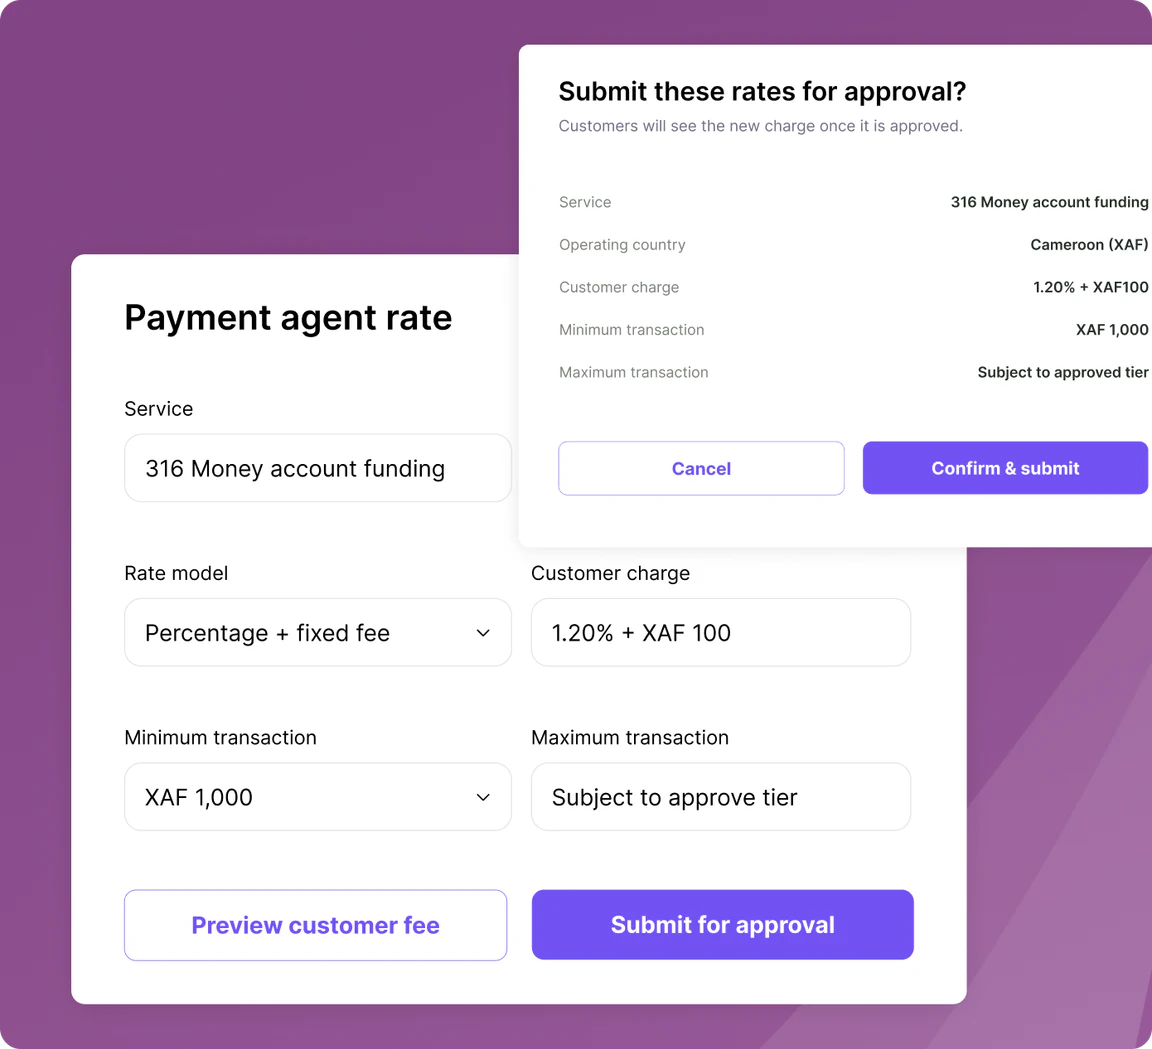 Submit these rates for approval?
Customers will see the new charge once it is approved.
Service 316 Money account funding
Operating country Cameroon (XAF)
Customer charge 1.20% + XAF100
Minimum transaction XAF 1,000
Maximum transaction Subject to approved tier
Cancel Confirm & submit
Payment agent rate
Service
316 Money account funding
Rate model Customer charge
Percentage + fixed fee 1.20% + XAF 100
Minimum transaction Maximum transaction
XAF 1,000 Subject to approve tier
Preview customer fee Submit for approval